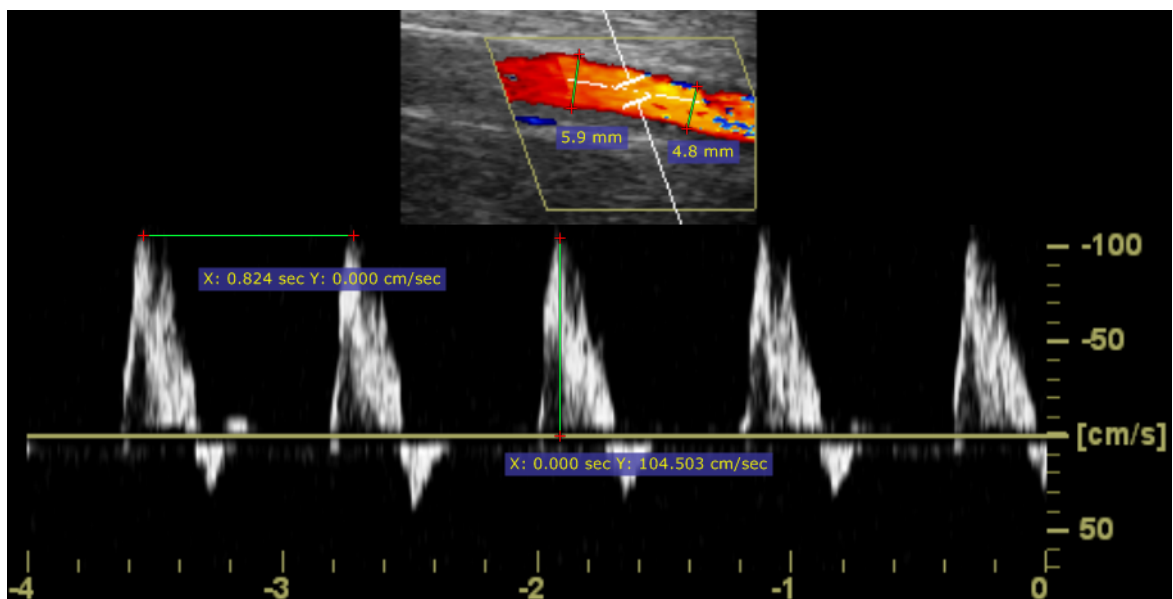 5.9 mm
4.8 mm
-100
X: 0.824 sec Y: 0.000 cm/sec
-50
[cm/s]
X: 0.000 sec Y: 104.503 cm/sec
50
-4 -3 -2 -1 0